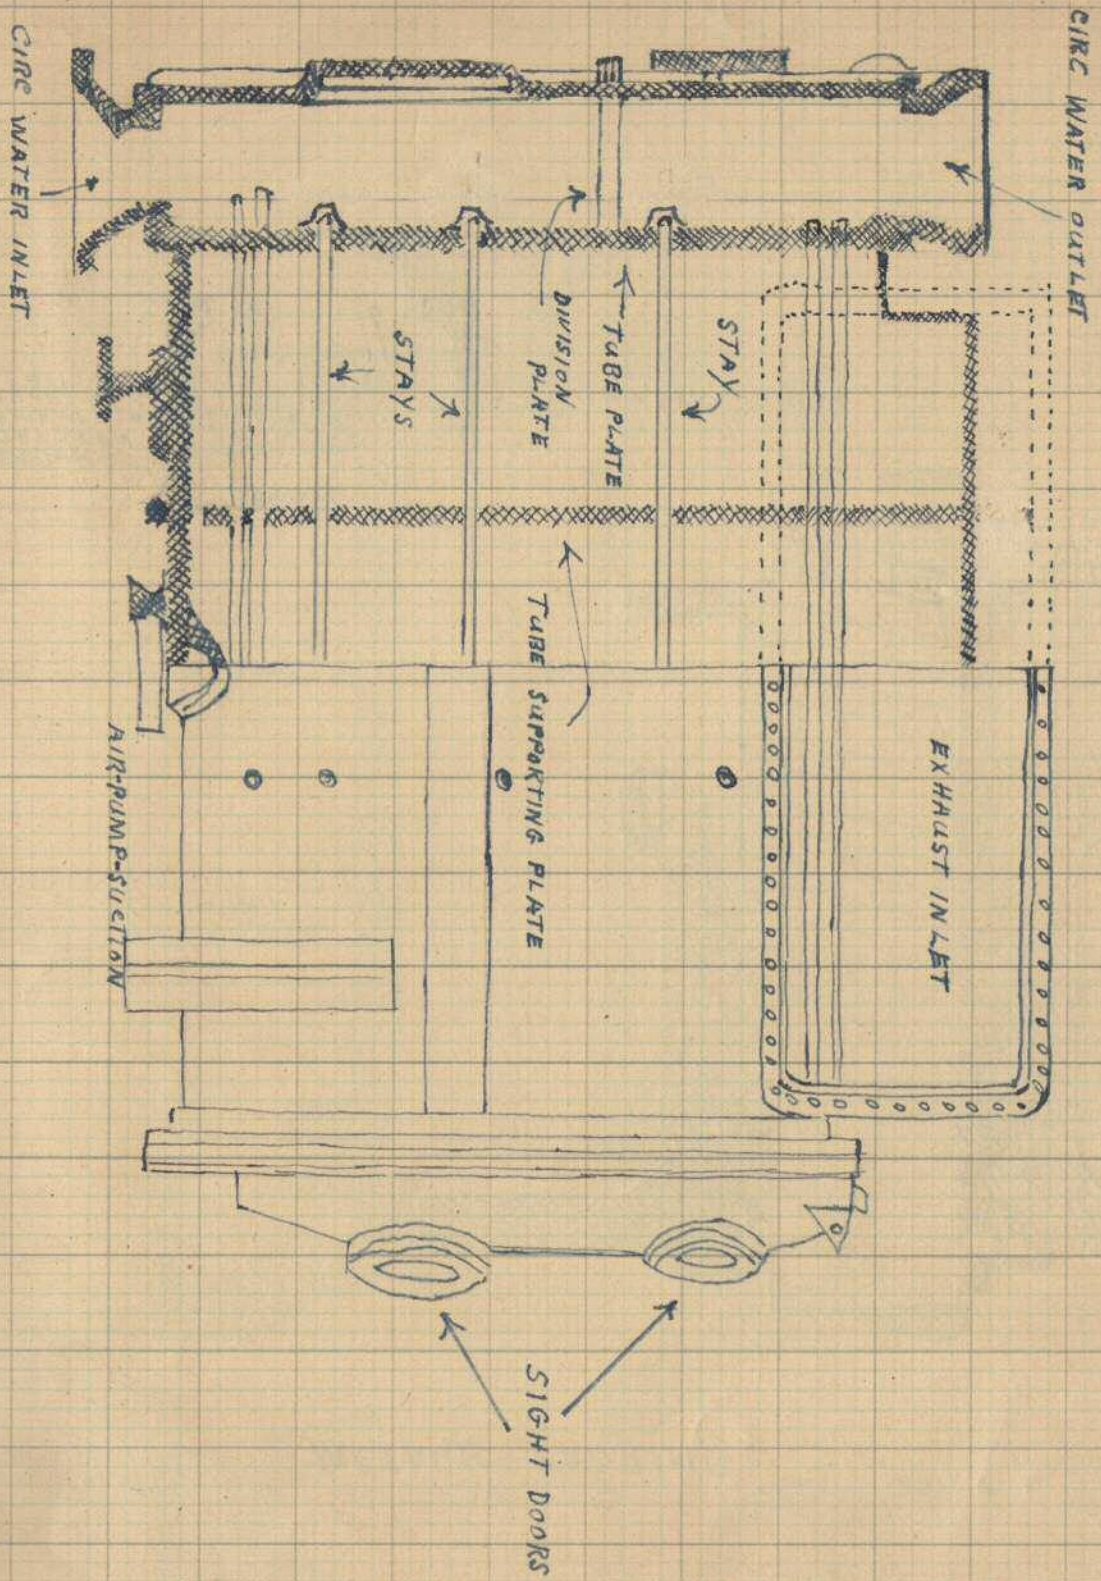 CIRC WATER OUTLET
EXHAUST INLET
STAY
TUBE PLATE
DIVISION
PLATE
TUBE SUPPORTING PLATE
SIGHT DOORS
STAYS
AIR-PUMP-SUCTION
CIRC WATER INLET